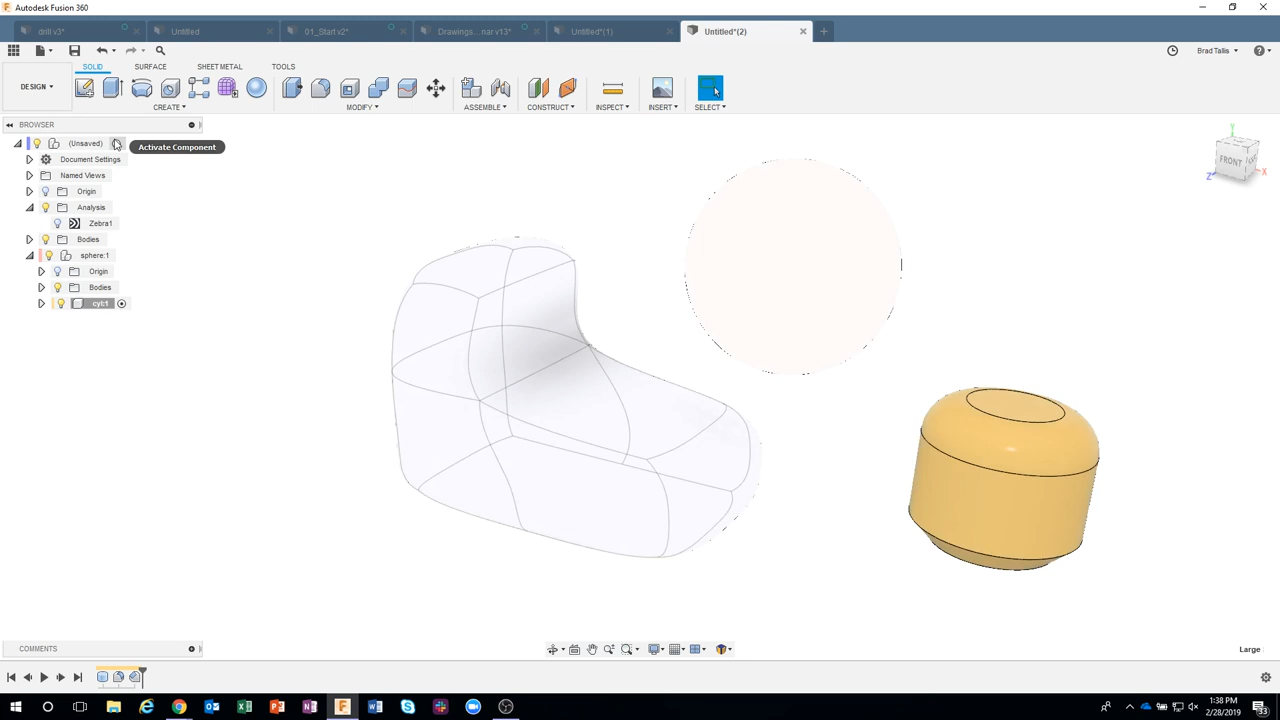 Autodesk Fusion 360
drill v3*
Untitled
01_Start v2*
Drawings... nar v13*
Untitled*(1)
Untitled*(2)
Brad Tallis
SOLID
SURFACE
SHEET METAL
TOOLS
DESIGN
CREATE
MODIFY
ASSEMBLE
CONSTRUCT
INSPECT
INSERT
SELECT
BROWSER
(Unsaved)
Activate Component
Document Settings
Named Views
Origin
Analysis
Zebra1
Bodies
sphere:1
Origin
Bodies
cyl:1
Y
FRONT
Z
X
COMMENTS
Large
1:38 PM
2/28/2019
33